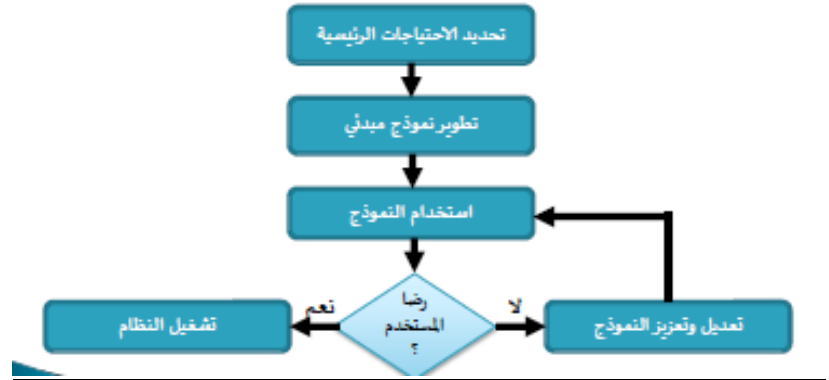 تحديد الاحتياجات الرئيسية
تطوير نموذج مبدئي
استخدام النموذج
رضا
المستخدم
؟
نعم
لا
تشغيل النظام
تعديل وتعزيز النموذج